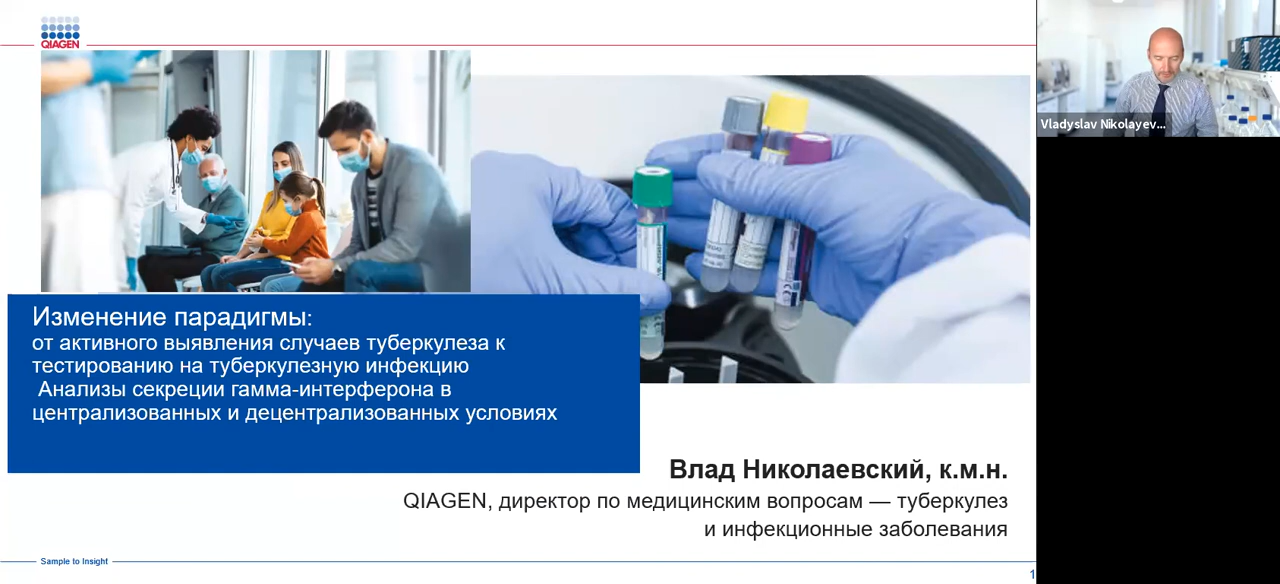 QIAGEN
Изменение парадигмы:
от активного выявления случаев туберкулеза к
тестированию на туберкулезную инфекцию
Анализы секреции гамма-интерферона в
централизованных и децентрализованных условиях
Влад Николаевский, к.м.н.
QIAGEN, директор по медицинским вопросам — туберкулез
и инфекционные заболевания
Sample to Insight
1
Vladyslav Nikolayev...